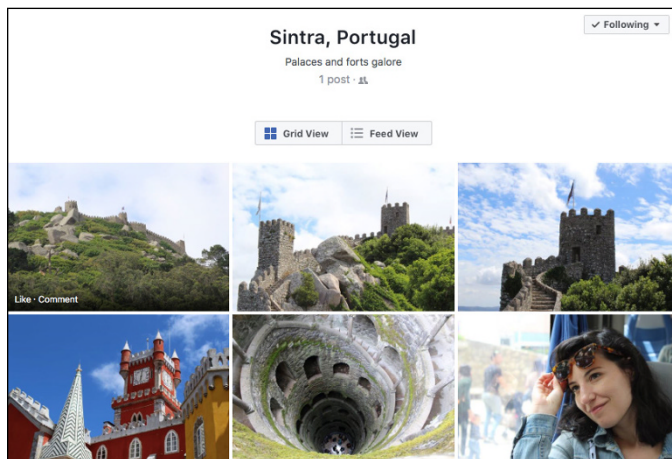 Following
Sintra, Portugal
Palaces and forts galore
1 post ·
Grid View
Feed View
Like · Comment